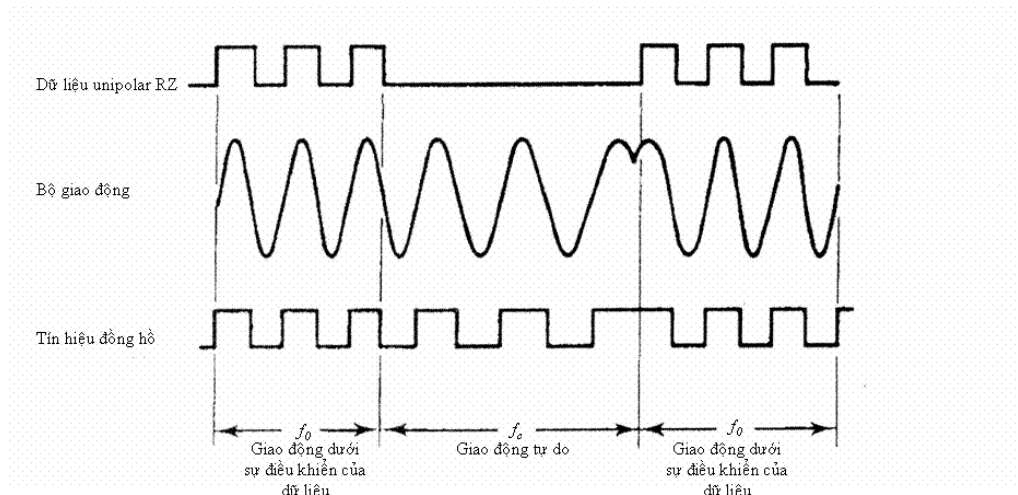 Dữ liệu unipolar RZ
Bộ giao động
Tín hiệu đồng hồ
f0
fc
f0
Giao động dưới
sự điều khiển của
dữ liệu
Giao động tự do
Giao động dưới
sự điều khiển của
dữ liệu